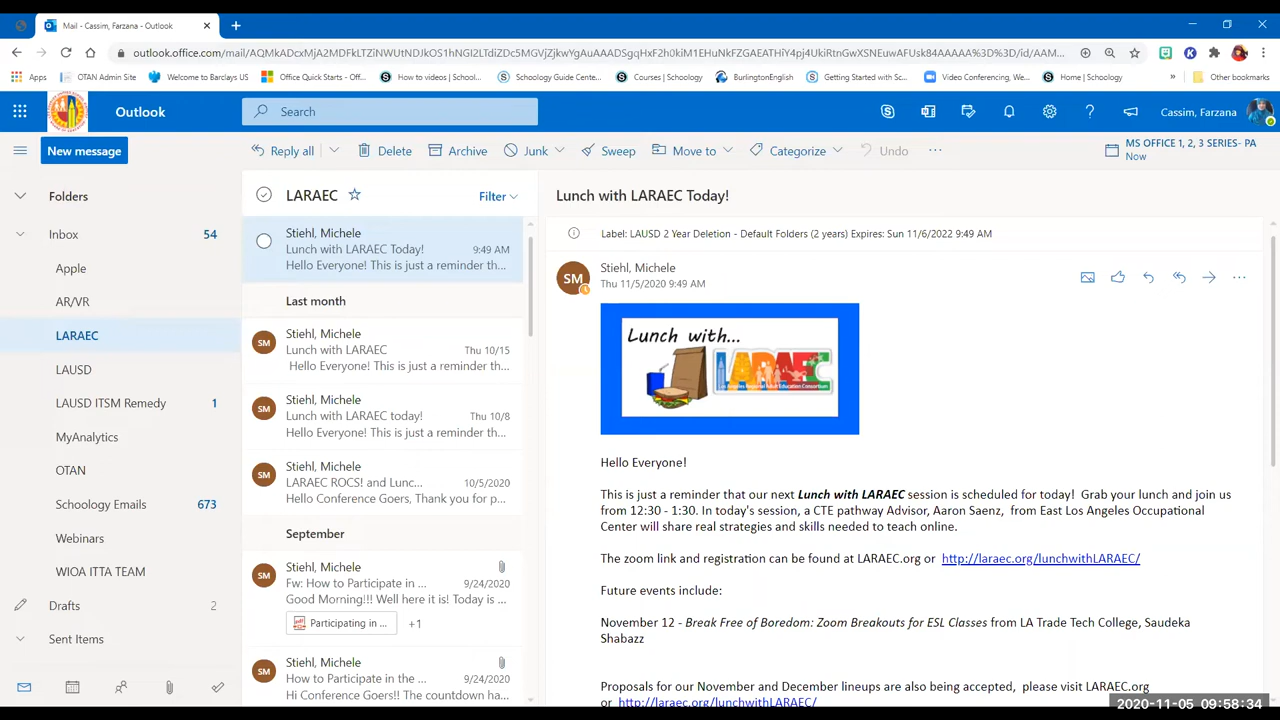 Mail - Cassim, Farzana - Outlook
outlook.office.com/mail/AQMkADcxMjA2MDFkLTZiNWUtNDJkOS1hNGI2LTdiZDc5MGVjZjkwYgAuAAADSgqHxF2h0kiM1EHuNkFZGAEATHiY4pj4UkiRtnGwXSNEuwAFUsk84AAAAA%3D%3D/id/AAM...
Apps
OTAN Admin Site
Welcome to Barclays US
Office Quick Starts - Off...
How to videos | School...
Schoology Guide Cente...
Courses | Schoology
BurlingtonEnglish
Getting Started with Sc...
Video Conferencing, We...
Home | Schoology
»
Other bookmarks
Outlook
Search
Cassim, Farzana
New message
Reply all
Delete
Archive
Junk
Sweep
Move to
Categorize
Undo
MS OFFICE 1, 2, 3 SERIES- PA
Now
Folders
Inbox 54
Apple
AR/VR
LARAEC
LAUSD
LAUSD ITSM Remedy 1
MyAnalytics
OTAN
Schoology Emails 673
Webinars
WIOA ITTA TEAM
Drafts 2
Sent Items
LARAEC
Filter
Stiehl, Michele
Lunch with LARAEC Today! 9:49 AM
Hello Everyone! This is just a reminder th...
Last month
SM
Stiehl, Michele
Lunch with LARAEC Thu 10/15
Hello Everyone! This is just a reminder th...
SM
Stiehl, Michele
Lunch with LARAEC today! Thu 10/8
Hello Everyone! This is just a reminder th...
SM
Stiehl, Michele
LARAEC ROCS! and Lunc... 10/5/2020
Hello Conference Goers, Thank you for p...
September
SM
Stiehl, Michele
Fw: How to Participate in ... 9/24/2020
Good Morning!!! Well here it is! Today is ...
Participating in ... +1
SM
Stiehl, Michele
How to Participate in the ... 9/24/2020
Hi Conference Goers!! The countdown ha...
Lunch with LARAEC Today!
Label: LAUSD 2 Year Deletion - Default Folders (2 years) Expires: Sun 11/6/2022 9:49 AM
SM
Stiehl, Michele
Thu 11/5/2020 9:49 AM
Lunch with...
LARAEC
Los Angeles Regional Adult Education Consortium
Hello Everyone!
This is just a reminder that our next Lunch with LARAEC session is scheduled for today! Grab your lunch and join us
from 12:30 - 1:30. In today's session, a CTE pathway Advisor, Aaron Saenz, from East Los Angeles Occupational
Center will share real strategies and skills needed to teach online.
The zoom link and registration can be found at LARAEC.org or http://laraec.org/lunchwithLARAEC/
Future events include:
November 12 - Break Free of Boredom: Zoom Breakouts for ESL Classes from LA Trade Tech College, Saudeka
Shabazz
Proposals for our November and December lineups are also being accepted, please visit LARAEC.org
or http://laraec.org/lunchwithLARAEC/
2020-11-05 09:58:34